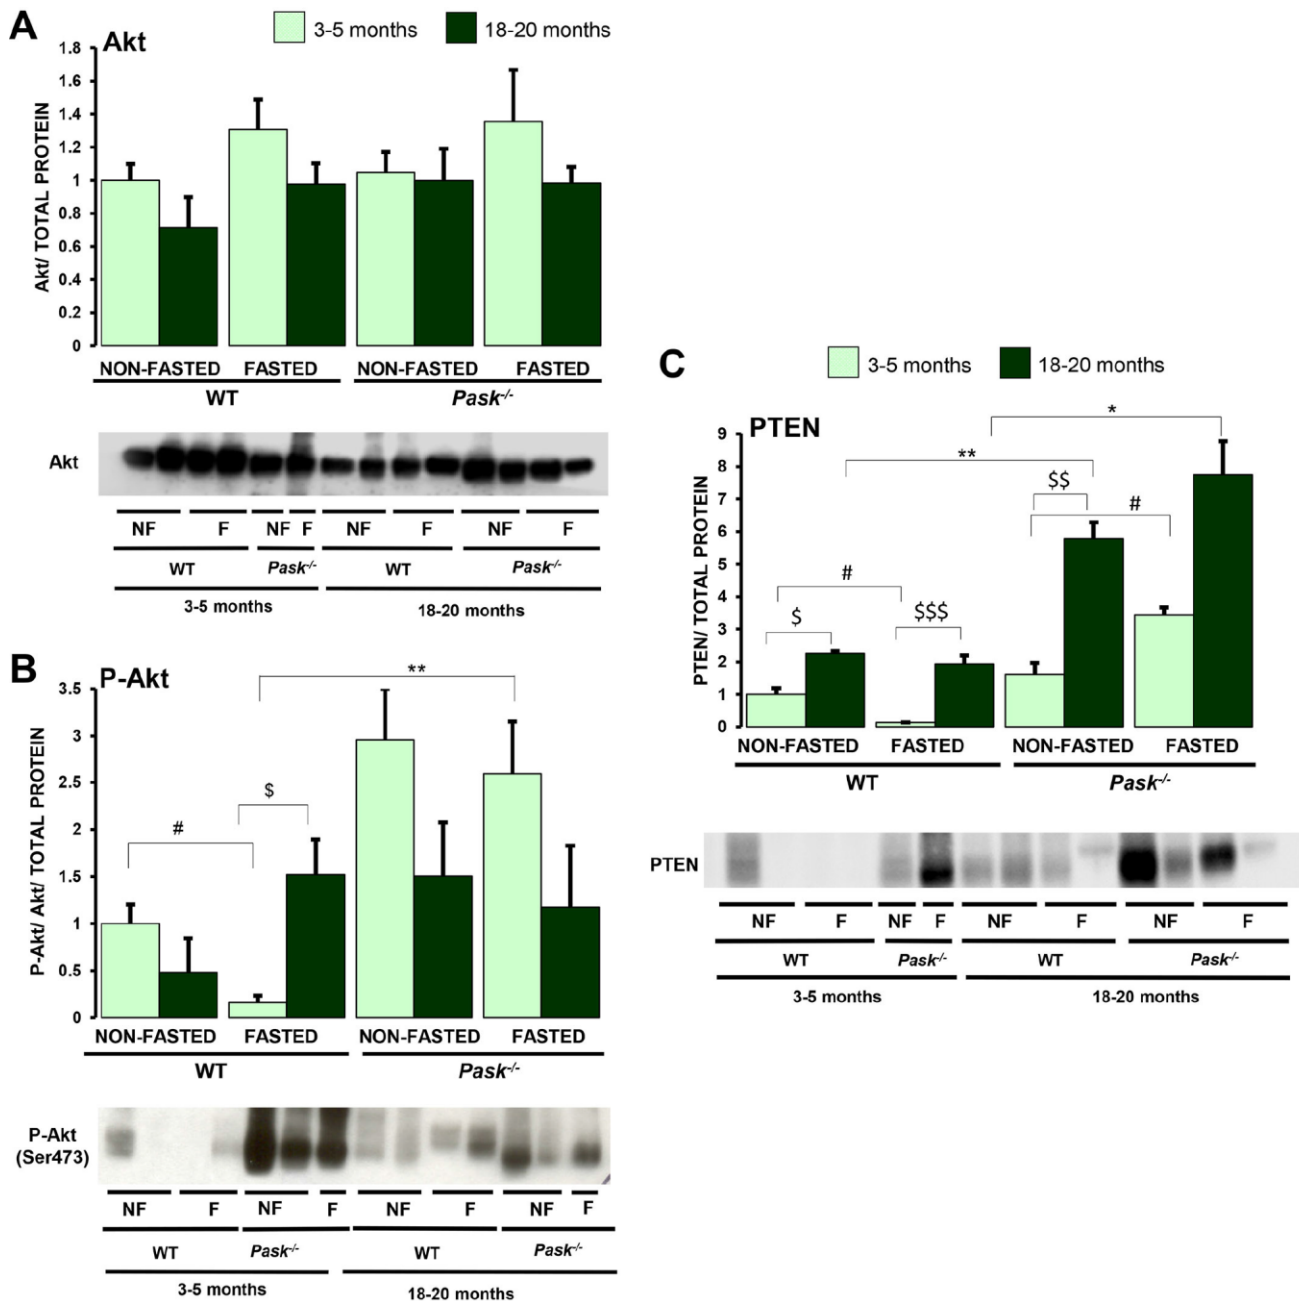 A
Akt
3-5 months
18-20 months
Akt/ TOTAL PROTEIN
1.8
1.6
1.4
1.2
1
0.8
0.6
0.4
0.2
0
NON-FASTED FASTED NON-FASTED FASTED
WT Pask-/-
Akt
NF F NF F NF F NF F
WT Pask-/- WT Pask-/-
3-5 months 18-20 months
B
P-Akt
P-Akt/ Akt/ TOTAL PROTEIN
3.5
3
2.5
2
1.5
1
0.5
0
**
$
#
NON-FASTED FASTED NON-FASTED FASTED
WT Pask-/-
P-Akt
(Ser473)
NF F NF F NF F NF F
WT Pask-/- WT Pask-/-
3-5 months 18-20 months
C
3-5 months
18-20 months
PTEN
PTEN/ TOTAL PROTEIN
9
8
7
6
5
4
3
2
1
0
*
**
$$
#
#
$
$$$
NON-FASTED FASTED NON-FASTED FASTED
WT Pask-/-
PTEN
NF F NF F NF F NF F
WT Pask-/- WT Pask-/-
3-5 months 18-20 months